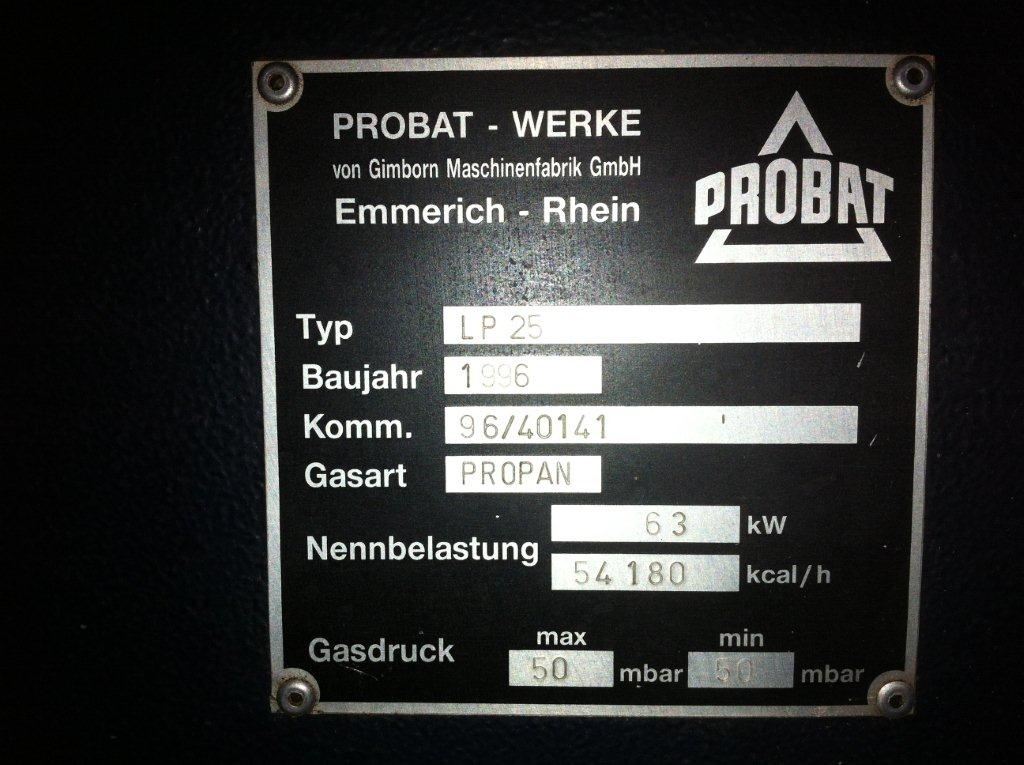 PROBAT - WERKE
von Gimborn Maschinenfabrik GmbH
Emmerich - Rhein
PROBAT
Typ LP 25
Baujahr 1996
Komm. 96/40141
Gasart PROPAN
Nennbelastung 63 kW
54 180 kcal/h
Gasdruck max 50 mbar min 50 mbar